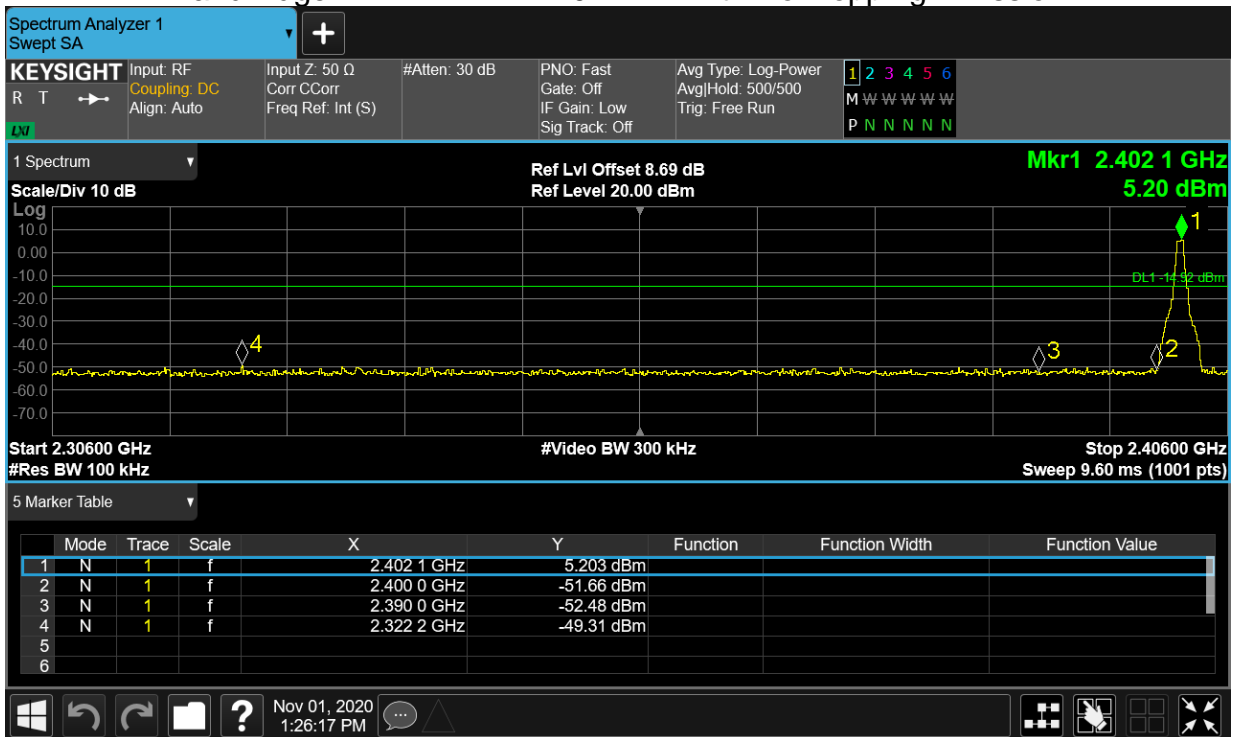 Spectrum Analyzer 1
Swept SA
KEYSIGHT
R T
LXI
Input: RF
Coupling: DC
Align: Auto
Input Z: 50 Ω
Corr CCorr
Freq Ref: Int (S)
#Atten: 30 dB
PNO: Fast
Gate: Off
IF Gain: Low
Sig Track: Off
Avg Type: Log-Power
Avg|Hold: 500/500
Trig: Free Run
1 2 3 4 5 6
M W W W W W
P N N N N N
1 Spectrum
Scale/Div 10 dB
Ref Lvl Offset 8.69 dB
Ref Level 20.00 dBm
Mkr1 2.402 1 GHz
5.20 dBm
Log
10.0
0.00
-10.0
-20.0
-30.0
-40.0
-50.0
-60.0
-70.0
1
DL1 -14.92 dBm
4
3
2
Start 2.30600 GHz
#Video BW 300 kHz
Stop 2.40600 GHz
#Res BW 100 kHz
Sweep 9.60 ms (1001 pts)
5 Marker Table
Mode Trace Scale X Y Function Function Width Function Value
1 N 1 f 2.402 1 GHz 5.203 dBm
2 N 1 f 2.400 0 GHz -51.66 dBm
3 N 1 f 2.390 0 GHz -52.48 dBm
4 N 1 f 2.322 2 GHz -49.31 dBm
5
6
?
Nov 01, 2020
1:26:17 PM